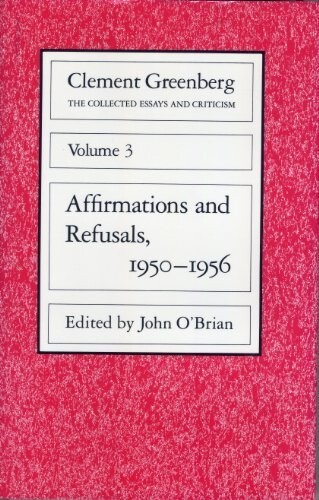 Clement Greenberg
THE COLLECTED ESSAYS AND CRITICISM
Volume 3
Affirmations and
Refusals,
1950–1956
Edited by John O'Brian